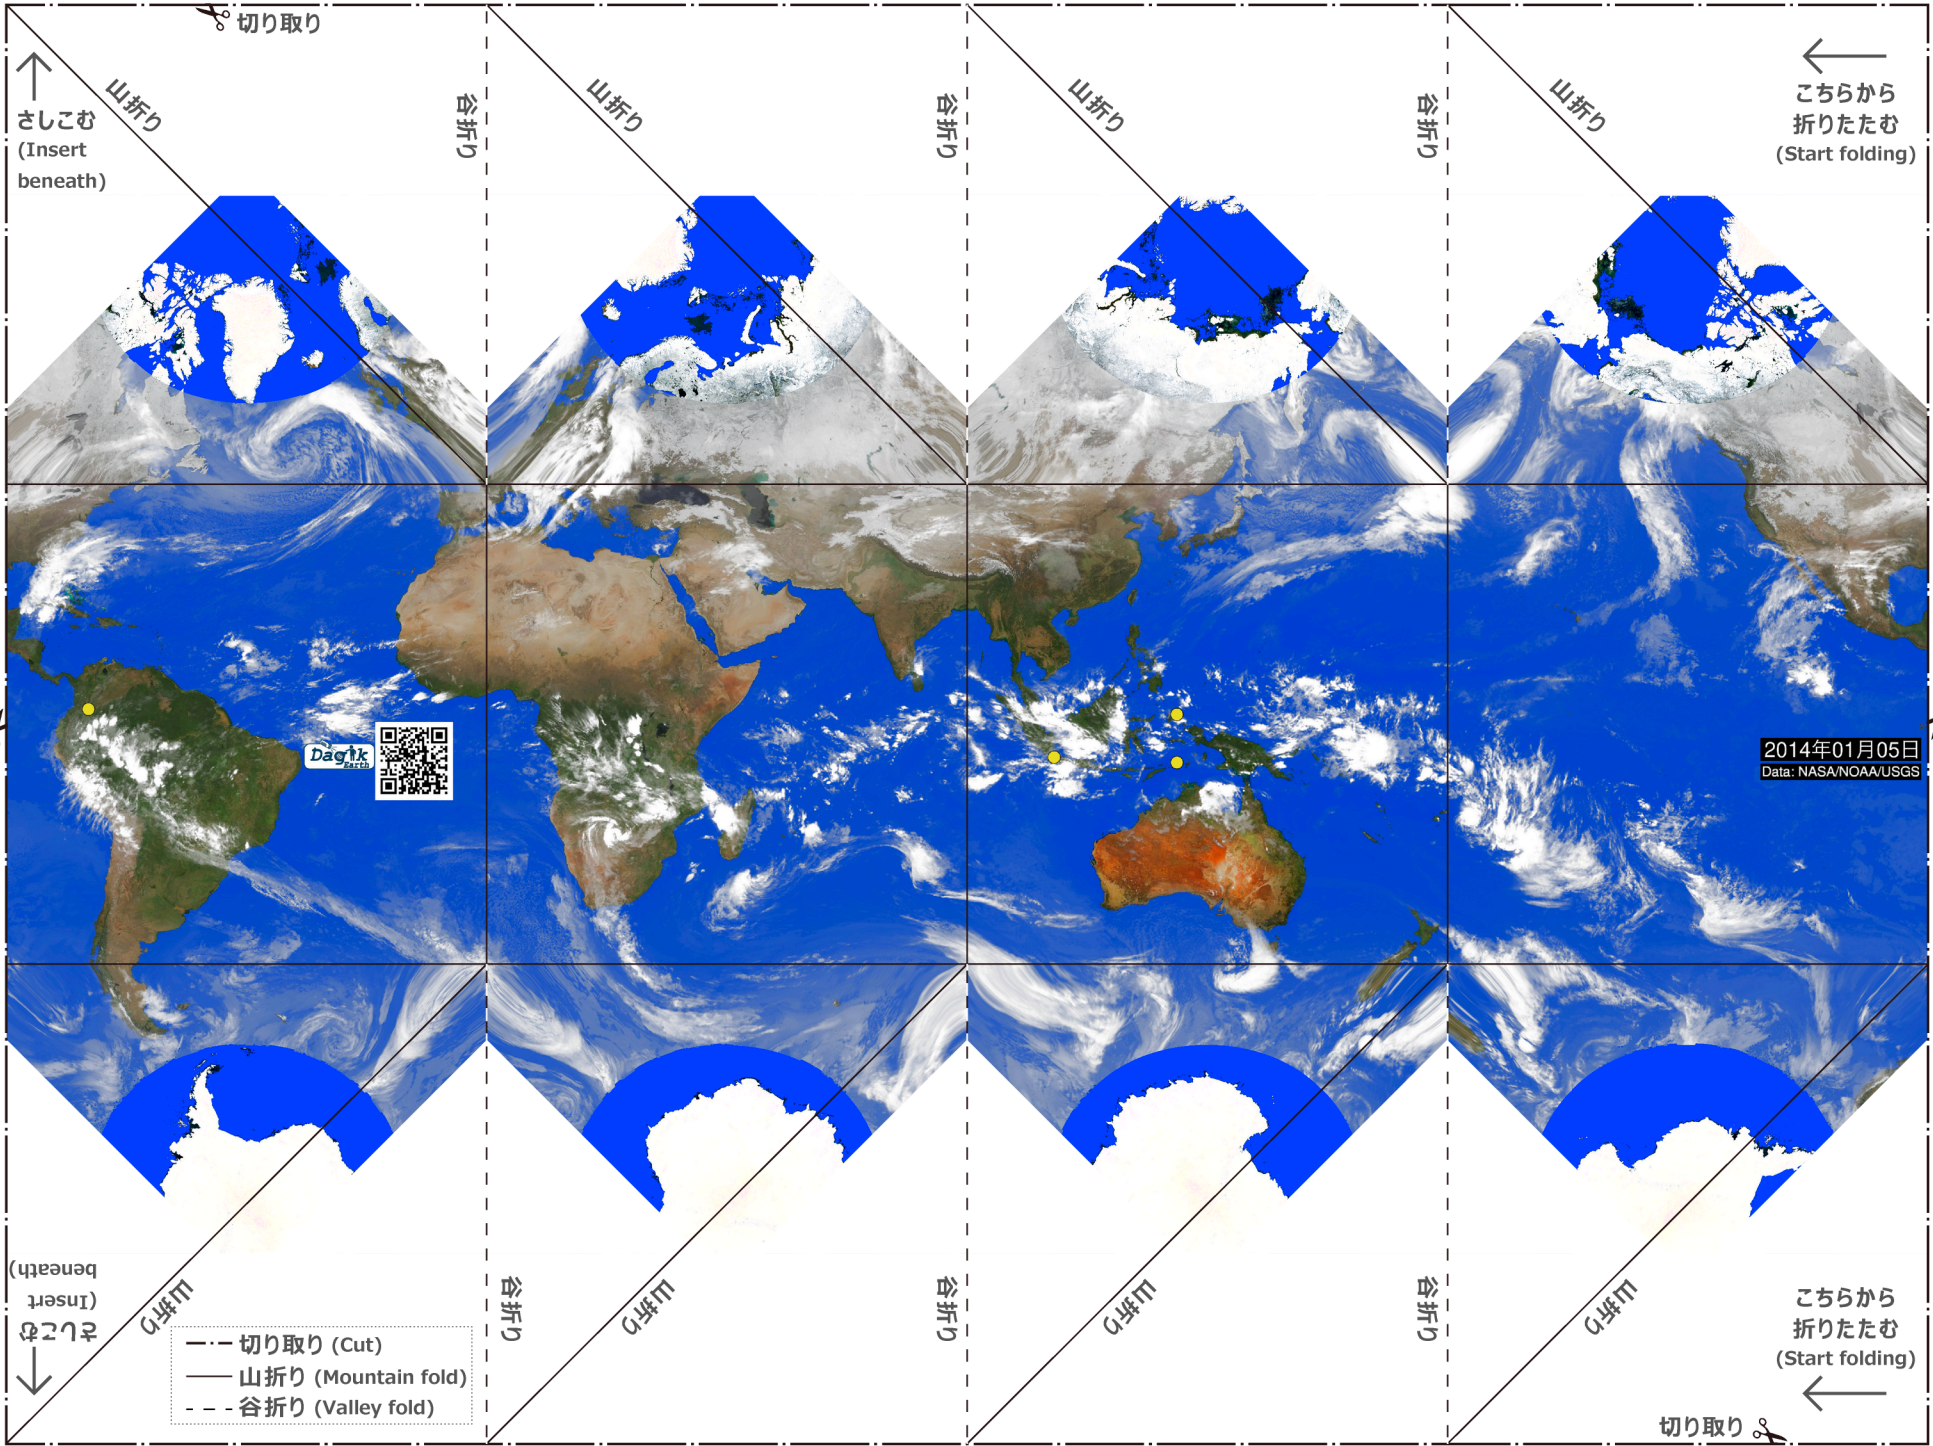 切り取り
さしこむ
(Insert
beneath)
山折り
谷折り
山折り
谷折り
山折り
谷折り
山折り
こちらから
折りたたむ
(Start folding)
Dagik
Earth
2014年01月05日
Data: NASA/NOAA/USGS
さしこむ
(Insert
beneath)
山折り
谷折り
山折り
谷折り
山折り
谷折り
山折り
こちらから
折りたたむ
(Start folding)
切り取り (Cut)
山折り (Mountain fold)
谷折り (Valley fold)
切り取り